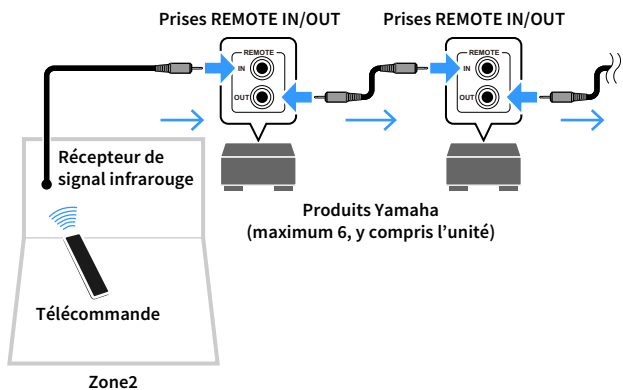 Prises REMOTE IN/OUT
Prises REMOTE IN/OUT
REMOTE
IN
OUT
REMOTE
IN
OUT
Récepteur de
signal infrarouge
Produits Yamaha
(maximum 6, y compris l’unité)
Télécommande
Zone2